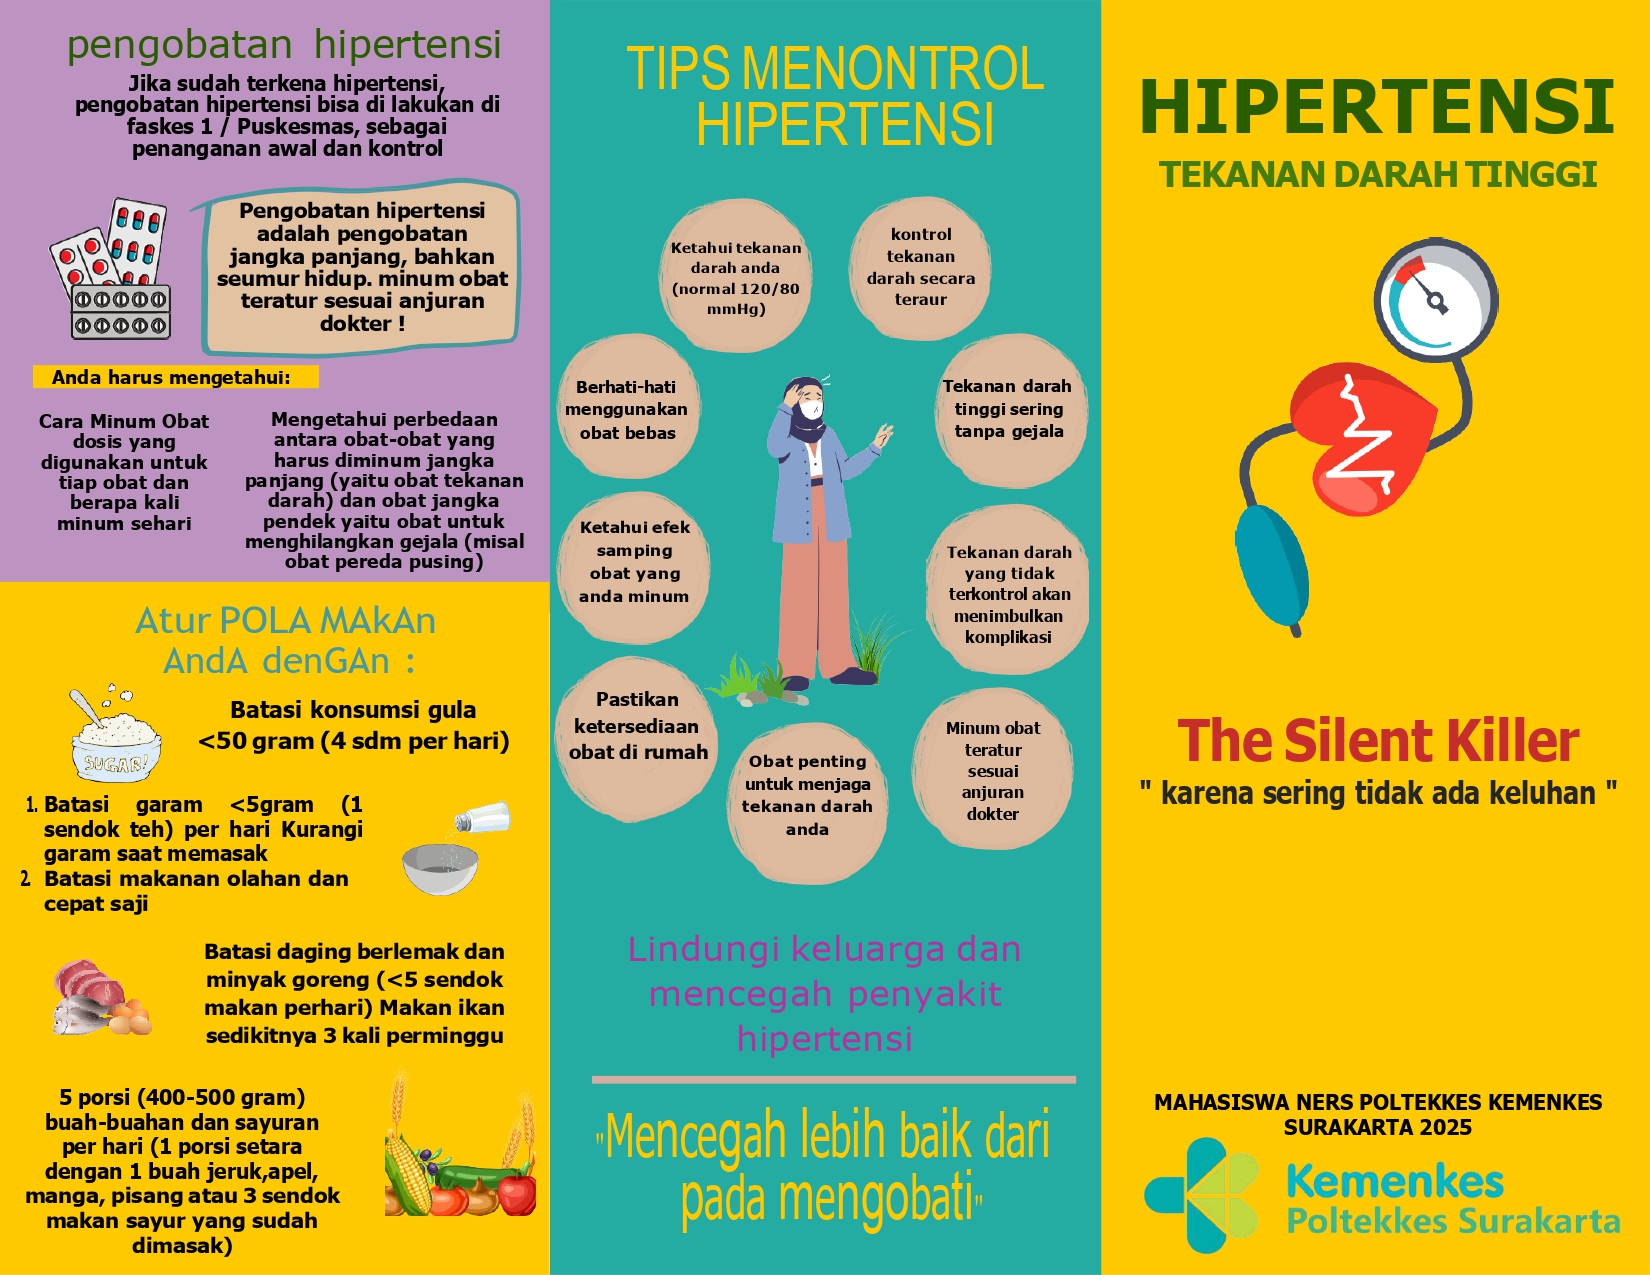 pengobatan hipertensi
Jika sudah terkena hipertensi,
pengobatan hipertensi bisa di lakukan di
faskes 1 / Puskesmas, sebagai
penanganan awal dan kontrol
Pengobatan hipertensi
adalah pengobatan
jangka panjang, bahkan
seumur hidup. minum obat
teratur sesuai anjuran
dokter !
Anda harus mengetahui:
Cara Minum Obat
dosis yang
digunakan untuk
tiap obat dan
berapa kali
minum sehari
Mengetahui perbedaan
antara obat-obat yang
harus diminum jangka
panjang (yaitu obat tekanan
darah) dan obat jangka
pendek yaitu obat untuk
menghilangkan gejala (misal
obat pereda pusing)
Atur POLA MAkAn
AndA denGAn :
SUGAR!
Batasi konsumsi gula
<50 gram (4 sdm per hari)
1. Batasi garam <5gram (1
sendok teh) per hari Kurangi
garam saat memasak
2. Batasi makanan olahan dan
cepat saji
Batasi daging berlemak dan
minyak goreng (<5 sendok
makan perhari) Makan ikan
sedikitnya 3 kali perminggu
5 porsi (400-500 gram)
buah-buahan dan sayuran
per hari (1 porsi setara
dengan 1 buah jeruk,apel,
manga, pisang atau 3 sendok
makan sayur yang sudah
dimasak)
TIPS MENONTROL
HIPERTENSI
Ketahui tekanan
darah anda
(normal 120/80
mmHg)
kontrol
tekanan
darah secara
teraur
Berhati-hati
menggunakan
obat bebas
Tekanan darah
tinggi sering
tanpa gejala
Ketahui efek
samping
obat yang
anda minum
Tekanan darah
yang tidak
terkontrol akan
menimbulkan
komplikasi
Pastikan
ketersediaan
obat di rumah
Obat penting
untuk menjaga
tekanan darah
anda
Minum obat
teratur
sesuai
anjuran
dokter
Lindungi keluarga dan
mencegah penyakit
hipertensi
"Mencegah lebih baik dari
pada mengobati"
HIPERTENSI
TEKANAN DARAH TINGGI
The Silent Killer
" karena sering tidak ada keluhan "
MAHASISWA NERS POLTEKKES KEMENKES
SURAKARTA 2025
Kemenkes
Poltekkes Surakarta